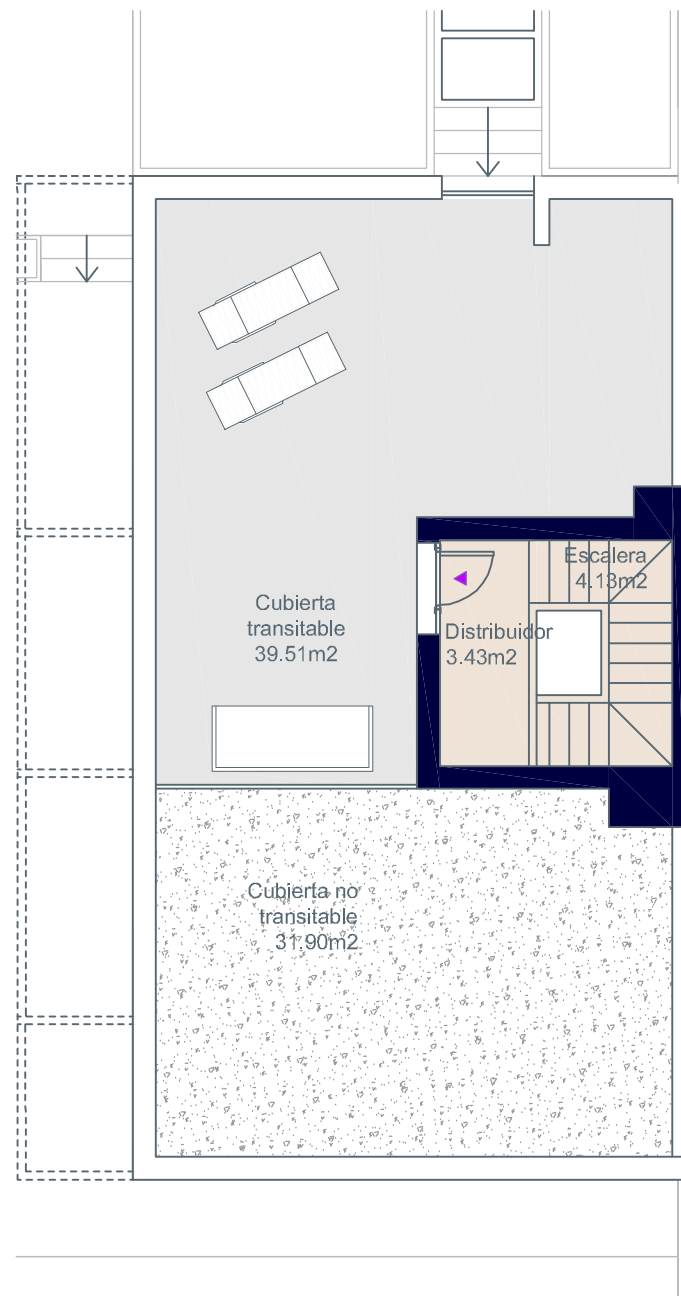 Escalera
4.13m2
Cubierta
transitable
39.51m2
Distribuidor
3.43m2
Cubierta no
transitable
31.90m2